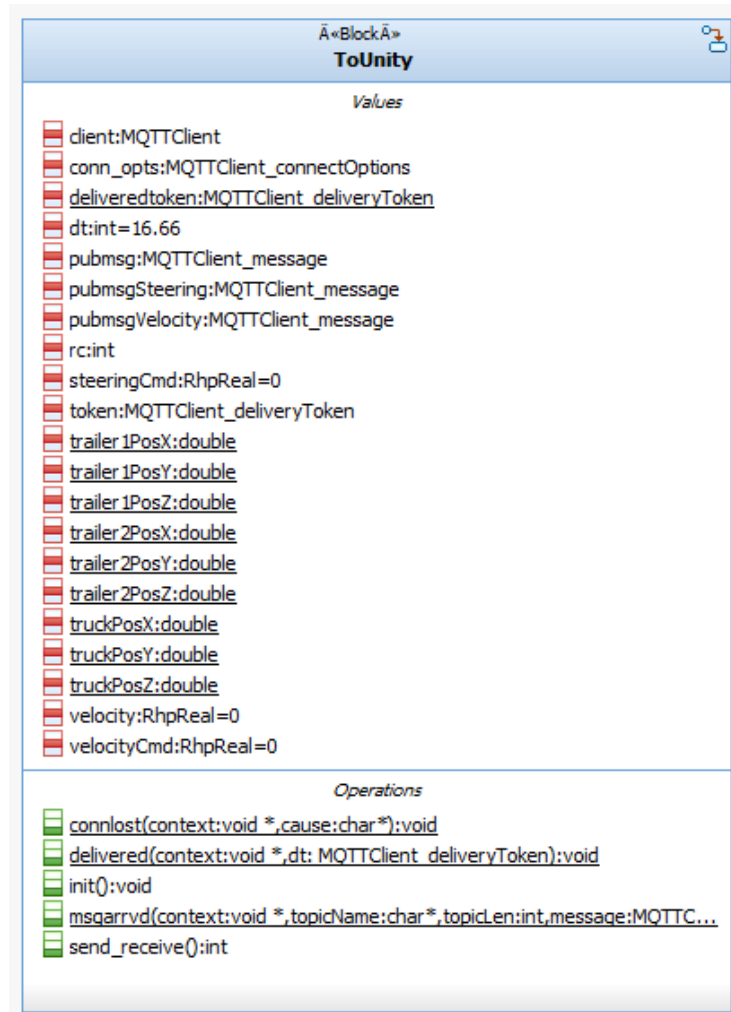 Ä«BlockÄ»
ToUnity
Values
client:MQTTClient
conn_opts:MQTTClient_connectOptions
deliveredtoken:MQTTClient_deliveryToken
dt:int=16.66
pubmsg:MQTTClient_message
pubmsgSteering:MQTTClient_message
pubmsgVelocity:MQTTClient_message
rc:int
steeringCmd:RhpReal=0
token:MQTTClient_deliveryToken
trailer1PosX:double
trailer1PosY:double
trailer1PosZ:double
trailer2PosX:double
trailer2PosY:double
trailer2PosZ:double
truckPosX:double
truckPosY:double
truckPosZ:double
velocity:RhpReal=0
velocityCmd:RhpReal=0
Operations
connlost(context:void *,cause:char*):void
delivered(context:void *,dt: MQTTClient_deliveryToken):void
init():void
msgarrvd(context:void *,topicName:char*,topicLen:int,message:MQTTC...
send_receive():int